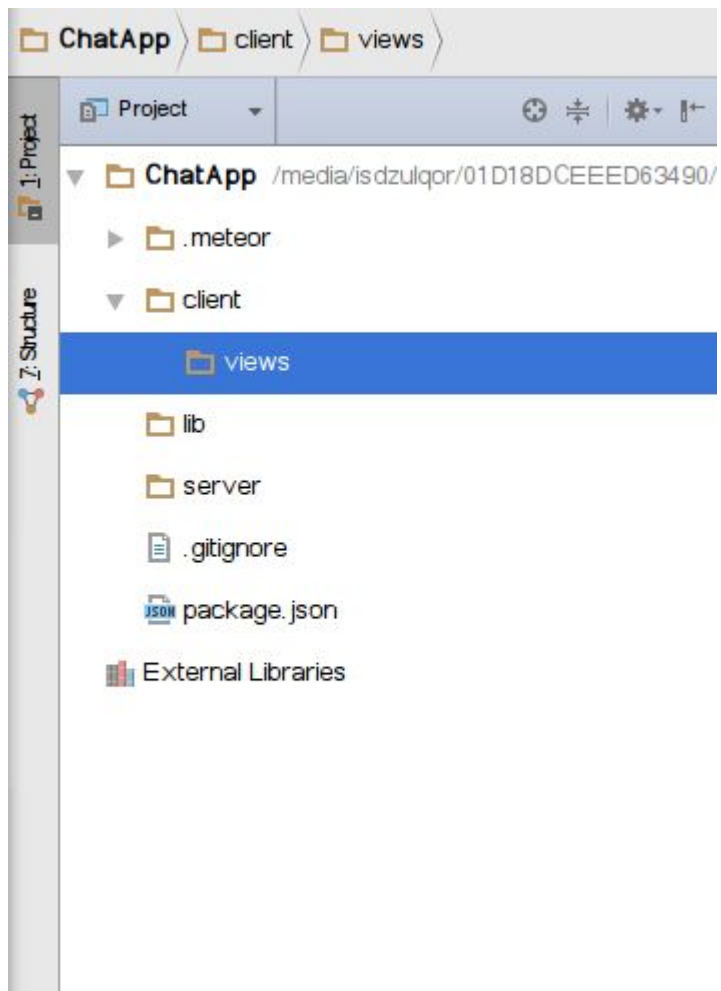 ChatApp client views
Project
1: Project
7: Structure
ChatApp /media/isdzulqor/01D18DCEEED63490/
.meteor
client
views
lib
server
.gitignore
JSON package.json
External Libraries